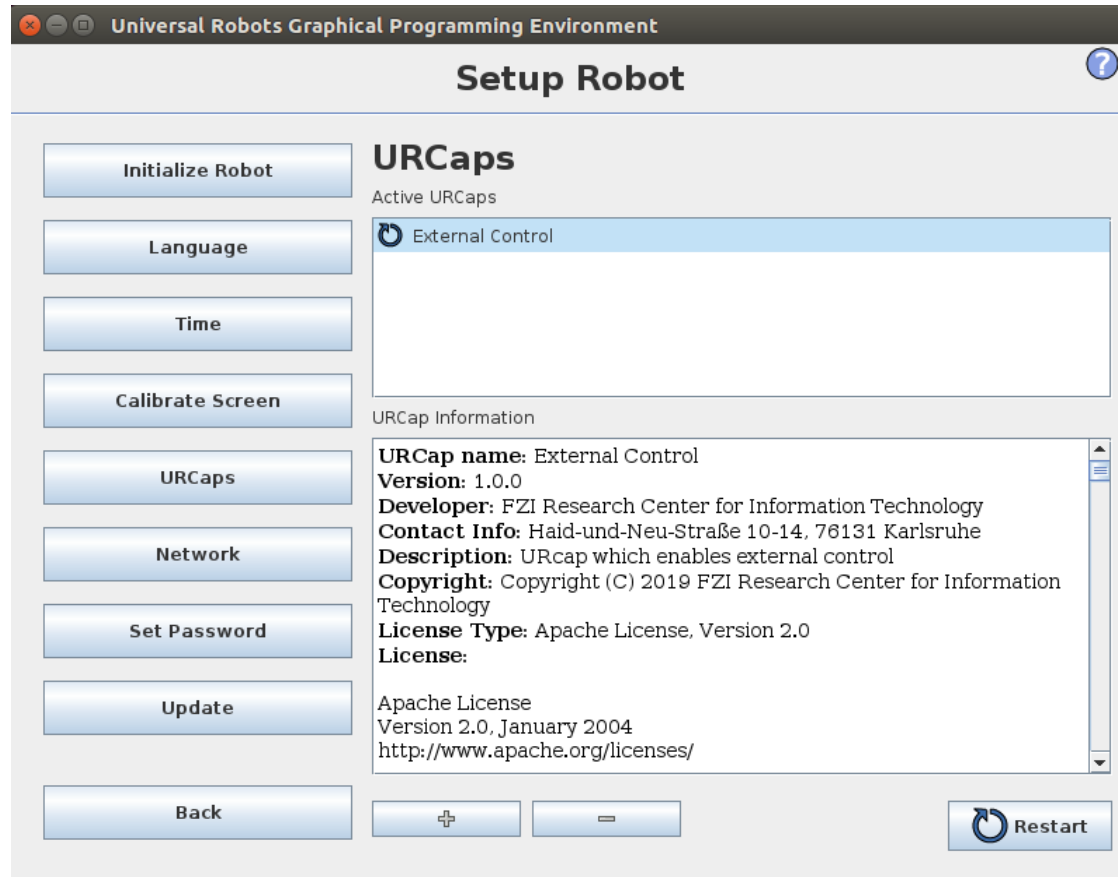 Universal Robots Graphical Programming Environment
Setup Robot
?
Initialize Robot
Language
Time
Calibrate Screen
URCaps
Network
Set Password
Update
Back
URCaps
Active URCaps
External Control
URCap Information
URCap name: External Control
Version: 1.0.0
Developer: FZI Research Center for Information Technology
Contact Info: Haid-und-Neu-Straße 10-14, 76131 Karlsruhe
Description: URcap which enables external control
Copyright: Copyright (C) 2019 FZI Research Center for Information
Technology
License Type: Apache License, Version 2.0
License:
Apache License
Version 2.0, January 2004
http://www.apache.org/licenses/
Restart